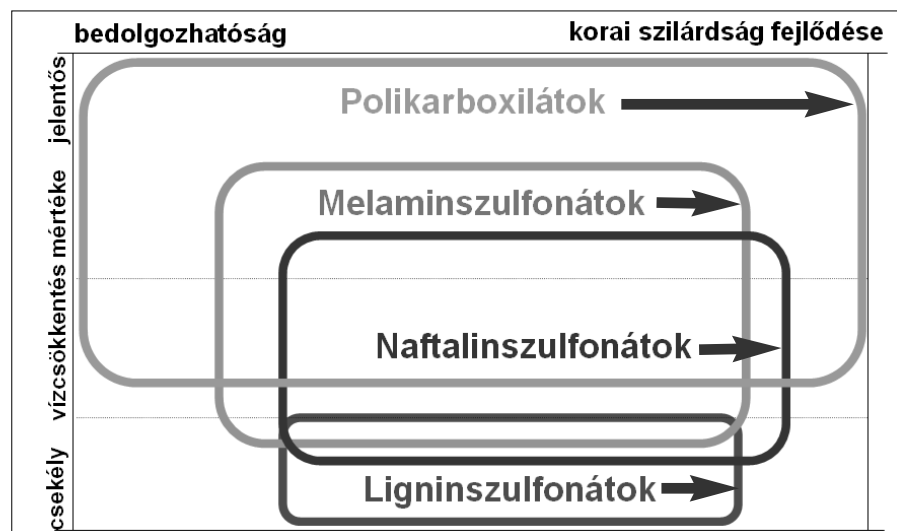 bedolgozhatóság
korai szilárdság fejlődése
jelentős
vízcsökkentés mértéke
csekély
Polikarboxilátok
Melaminszulfonátok
Naftalinszulfonátok
Ligninszulfonátok